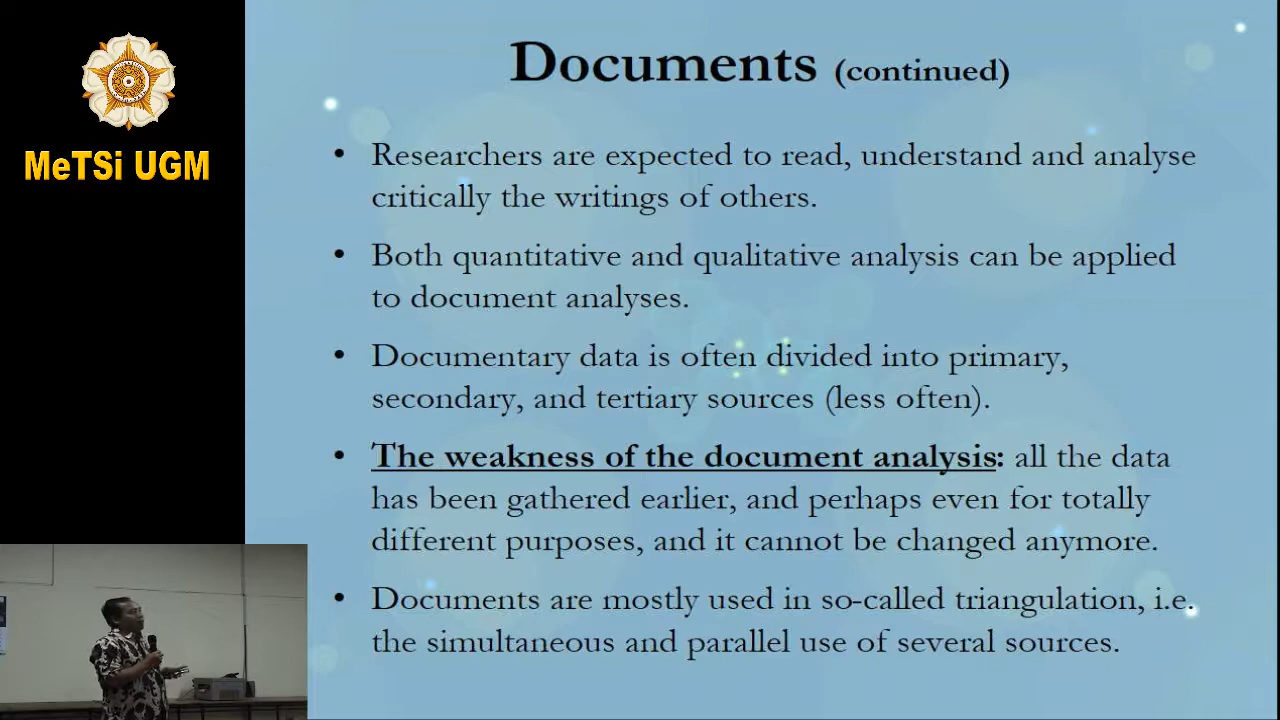 MeTSi UGM
Documents (continued)
• Researchers are expected to read, understand and analyse
critically the writings of others.
• Both quantitative and qualitative analysis can be applied
to document analyses.
• Documentary data is often divided into primary,
secondary, and tertiary sources (less often).
• The weakness of the document analysis: all the data
has been gathered earlier, and perhaps even for totally
different purposes, and it cannot be changed anymore.
• Documents are mostly used in so-called triangulation, i.e.
the simultaneous and parallel use of several sources.